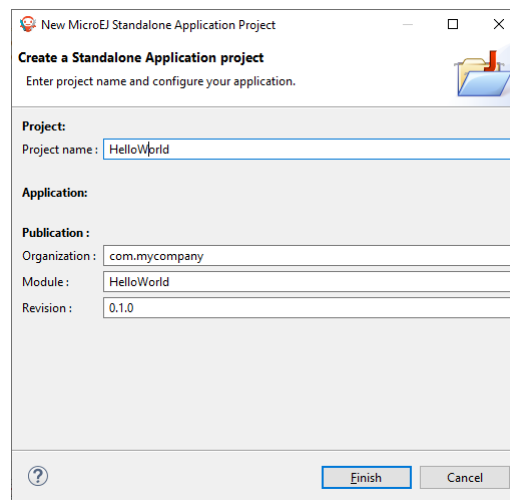 New MicroEJ Standalone Application Project
Create a Standalone Application project
Enter project name and configure your application.
Project:
Project name : HelloWorld
Application:
Publication :
Organization : com.mycompany
Module : HelloWorld
Revision : 0.1.0
? Finish Cancel